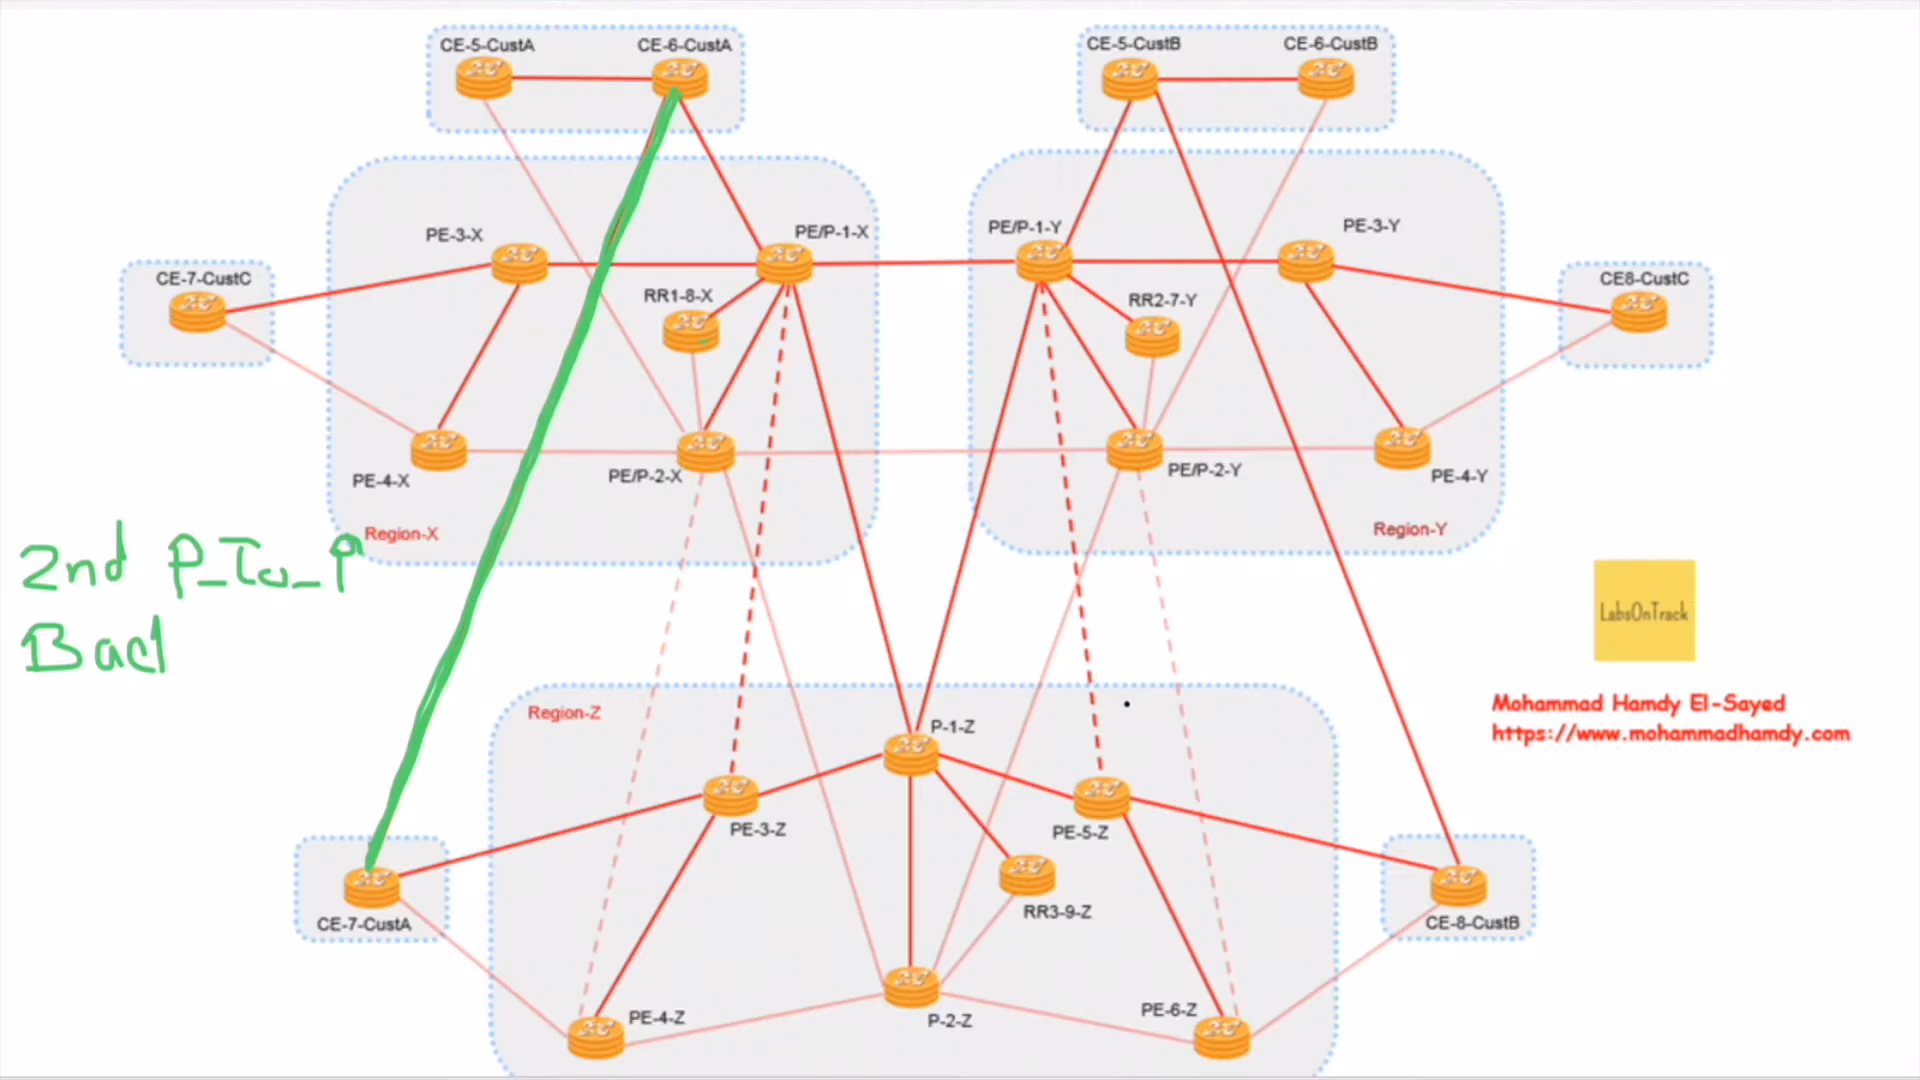 CE-5-CustA
CE-6-CustA
CE-5-CustB
CE-6-CustB
PE-3-X
PE/P-1-X
PE/P-1-Y
PE-3-Y
CE-7-CustC
RR1-8-X
RR2-7-Y
CE8-CustC
PE-4-X
PE/P-2-X
PE/P-2-Y
PE-4-Y
Region-X
Region-Y
2nd P_To_P
LabsOnTrack
Region-Z
P-1-Z
Mohammad Hamdy El-Sayed
https://www.mohammadhamdy.com
PE-3-Z
PE-5-Z
RR3-9-Z
CE-7-CustA
CE-8-CustB
PE-4-Z
P-2-Z
PE-6-Z